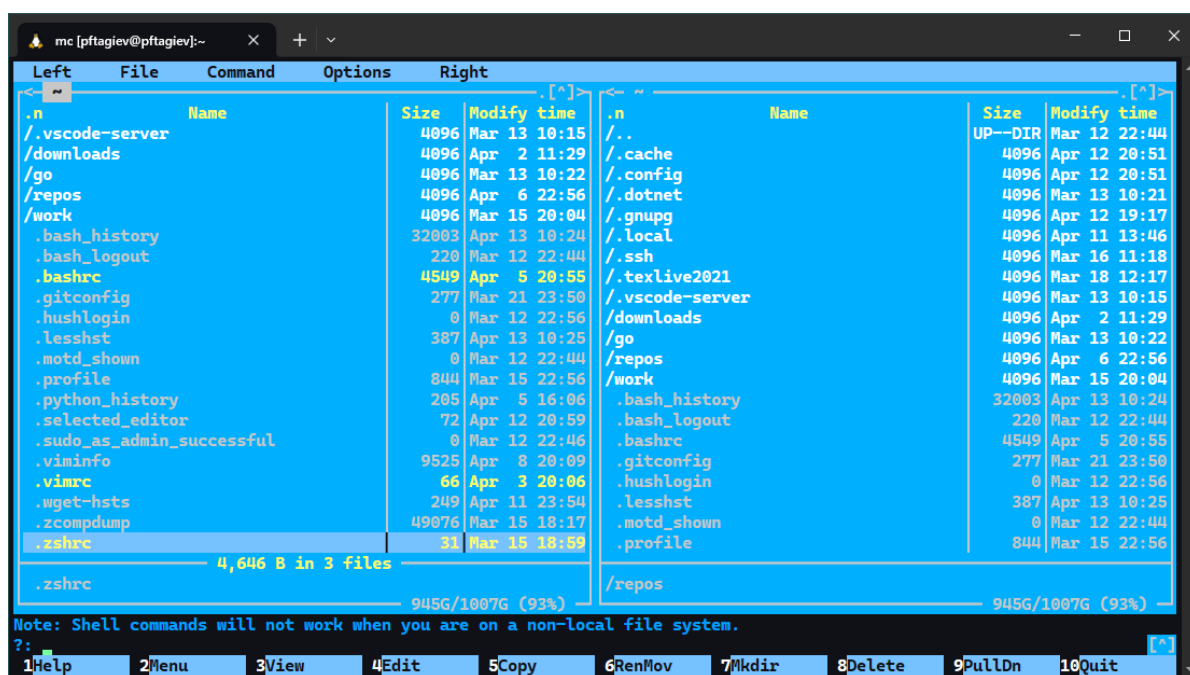 mc [pftagiev@pftagiev]:~
Left File Command Options Right
<- ~ .[^]> <- ~ .[^]>
.n Name Size Modify time .n Name Size Modify time
/.vscode-server 4096 Mar 13 10:15 /.. UP--DIR Mar 12 22:44
/downloads 4096 Apr 2 11:29 /.cache 4096 Apr 12 20:51
/go 4096 Mar 13 10:22 /.config 4096 Apr 12 20:51
/repos 4096 Apr 6 22:56 /.dotnet 4096 Mar 13 10:21
/work 4096 Mar 15 20:04 /.gnupg 4096 Apr 12 19:17
.bash_history 32003 Apr 13 10:24 /.local 4096 Apr 11 13:46
.bash_logout 220 Mar 12 22:44 /.ssh 4096 Mar 16 11:18
.bashrc 4549 Apr 5 20:55 /.texlive2021 4096 Mar 18 12:17
.gitconfig 277 Mar 21 23:50 /.vscode-server 4096 Mar 13 10:15
.hushlogin 0 Mar 12 22:56 /downloads 4096 Apr 2 11:29
.lesshst 387 Apr 13 10:25 /go 4096 Mar 13 10:22
.motd_shown 0 Mar 12 22:44 /repos 4096 Apr 6 22:56
.profile 844 Mar 15 22:56 /work 4096 Mar 15 20:04
.python_history 205 Apr 5 16:06 .bash_history 32003 Apr 13 10:24
.selected_editor 72 Apr 12 20:59 .bash_logout 220 Mar 12 22:44
.sudo_as_admin_successful 0 Mar 12 22:46 .bashrc 4549 Apr 5 20:55
.viminfo 9525 Apr 8 20:09 .gitconfig 277 Mar 21 23:50
.vimrc 66 Apr 3 20:06 .hushlogin 0 Mar 12 22:56
.wget-hsts 249 Apr 11 23:54 .lesshst 387 Apr 13 10:25
.zcompdump 49076 Mar 15 18:17 .motd_shown 0 Mar 12 22:44
.zshrc 31 Mar 15 18:59 .profile 844 Mar 15 22:56
4,646 B in 3 files
.zshrc /repos
945G/1007G (93%) 945G/1007G (93%)
Note: Shell commands will not work when you are on a non-local file system.
?: [^]
1Help 2Menu 3View 4Edit 5Copy 6RenMov 7Mkdir 8Delete 9PullDn 10Quit